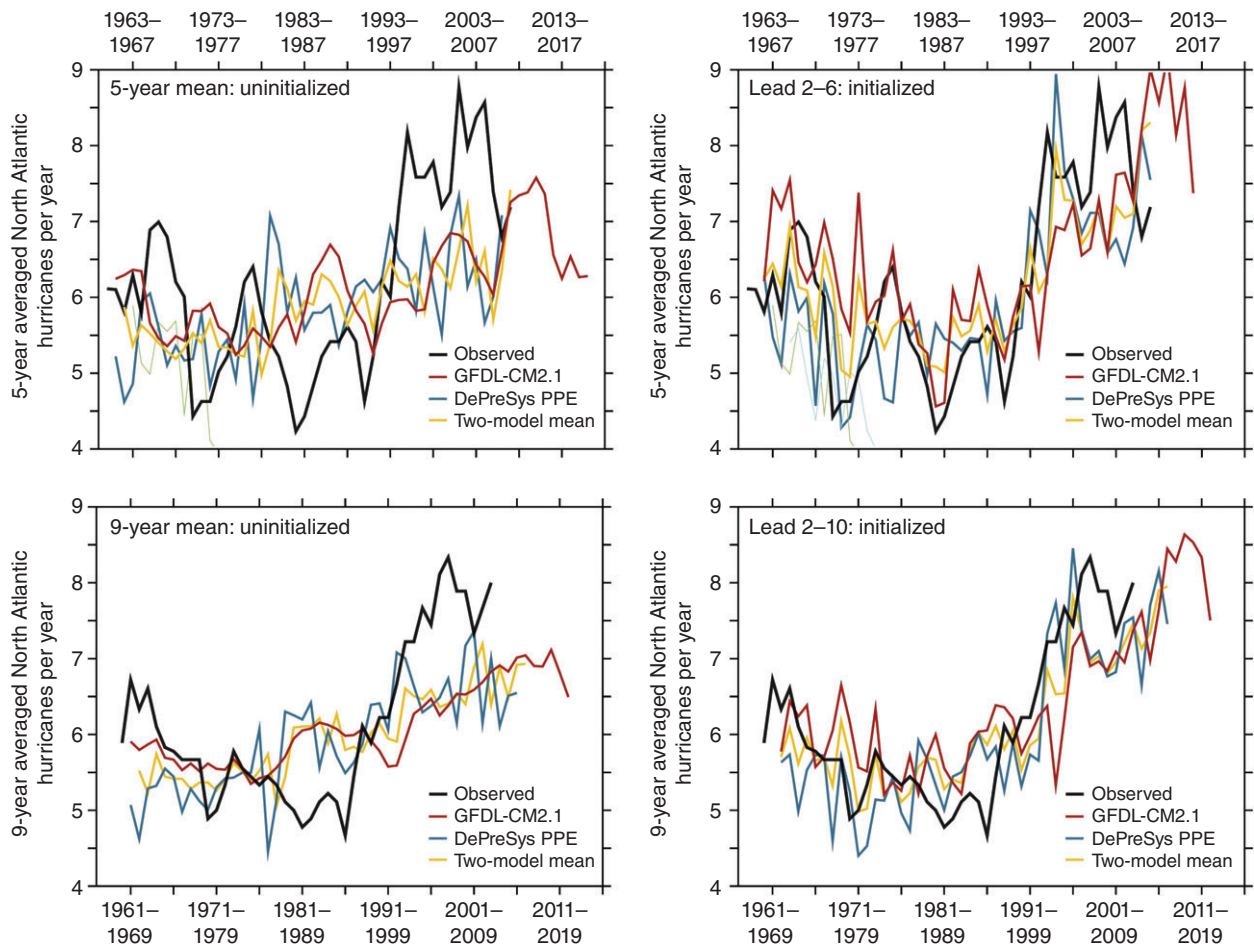 1963– 1973– 1983– 1993– 2003– 2013–
1967 1977 1987 1997 2007 2017
1963– 1973– 1983– 1993– 2003– 2013–
1967 1977 1987 1997 2007 2017
5-year averaged North Atlantic
hurricanes per year
9
8
7
6
5
4
5-year mean: uninitialized
Observed
GFDL-CM2.1
DePreSys PPE
Two-model mean
5-year averaged North Atlantic
hurricanes per year
9
8
7
6
5
4
Lead 2–6: initialized
Observed
GFDL-CM2.1
DePreSys PPE
Two-model mean
9-year averaged North Atlantic
hurricanes per year
9
8
7
6
5
4
9-year mean: uninitialized
Observed
GFDL-CM2.1
DePreSys PPE
Two-model mean
9-year averaged North Atlantic
hurricanes per year
9
8
7
6
5
4
Lead 2–10: initialized
Observed
GFDL-CM2.1
DePreSys PPE
Two-model mean
1961– 1971– 1981– 1991– 2001– 2011–
1969 1979 1989 1999 2009 2019
1961– 1971– 1981– 1991– 2001– 2011–
1969 1979 1989 1999 2009 2019